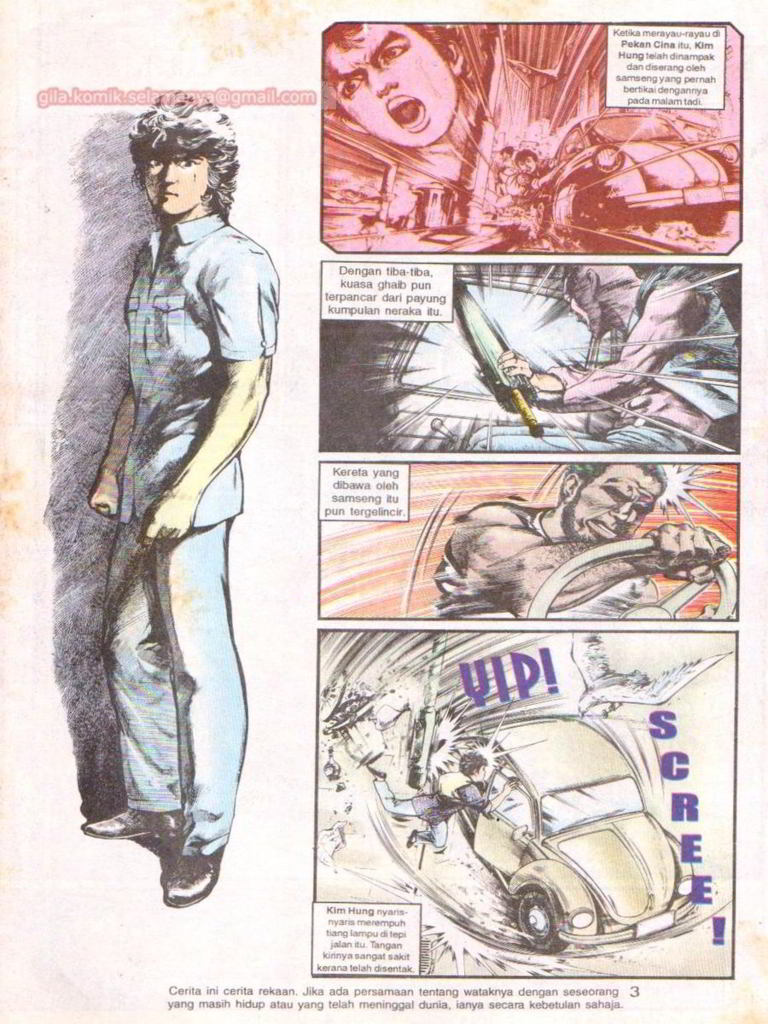 gila.komik.selamanya@gmail.com
Ketika merayau-rayau di
Pekan Cina itu, Kim
Hung telah dinampak
dan diserang oleh
samseng yang pernah
bertikai dengannya
pada malam tadi.
Dengan tiba-tiba,
kuasa ghaib pun
terpancar dari payung
kumpulan neraka itu.
Kereta yang
dibawa oleh
samseng itu
pun tergelincir.
YIP!
SCREE!
Kim Hung nyaris-
nyaris merempuh
tiang lampu di tepi
jalan itu. Tangan
kirinya sangat sakit
kerana telah disentak.
Cerita ini cerita rekaan. Jika ada persamaan tentang wataknya dengan seseorang 3
yang masih hidup atau yang telah meninggal dunia, ianya secara kebetulan sahaja.